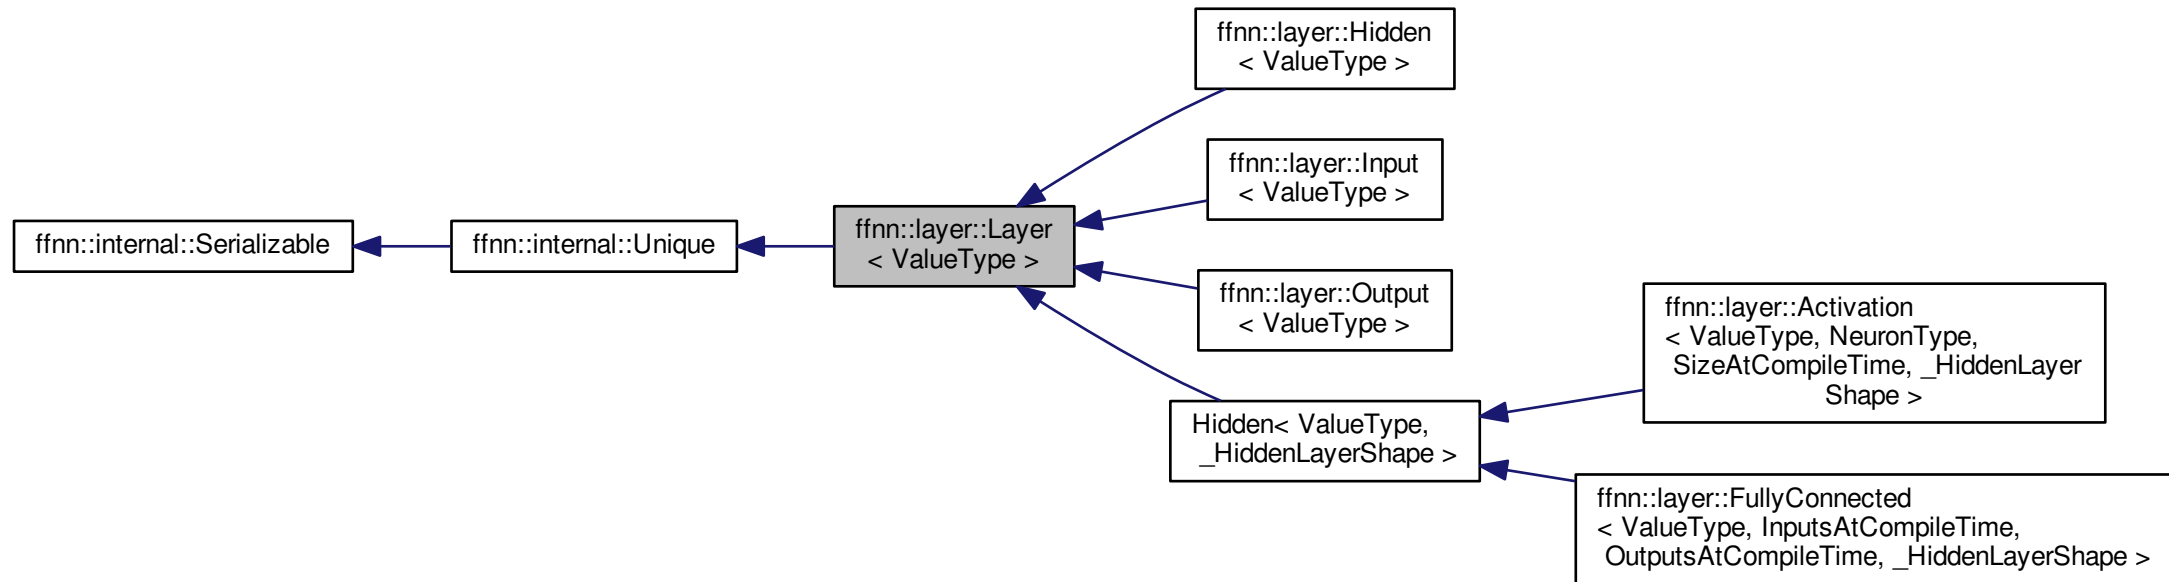 ffnn::internal::Serializable
ffnn::internal::Unique
ffnn::layer::Layer
< ValueType >
ffnn::layer::Hidden
< ValueType >
ffnn::layer::Input
< ValueType >
ffnn::layer::Output
< ValueType >
Hidden< ValueType,
_HiddenLayerShape >
ffnn::layer::Activation
< ValueType, NeuronType,
SizeAtCompileTime, _HiddenLayer
Shape >
ffnn::layer::FullyConnected
< ValueType, InputsAtCompileTime,
OutputsAtCompileTime, _HiddenLayerShape >